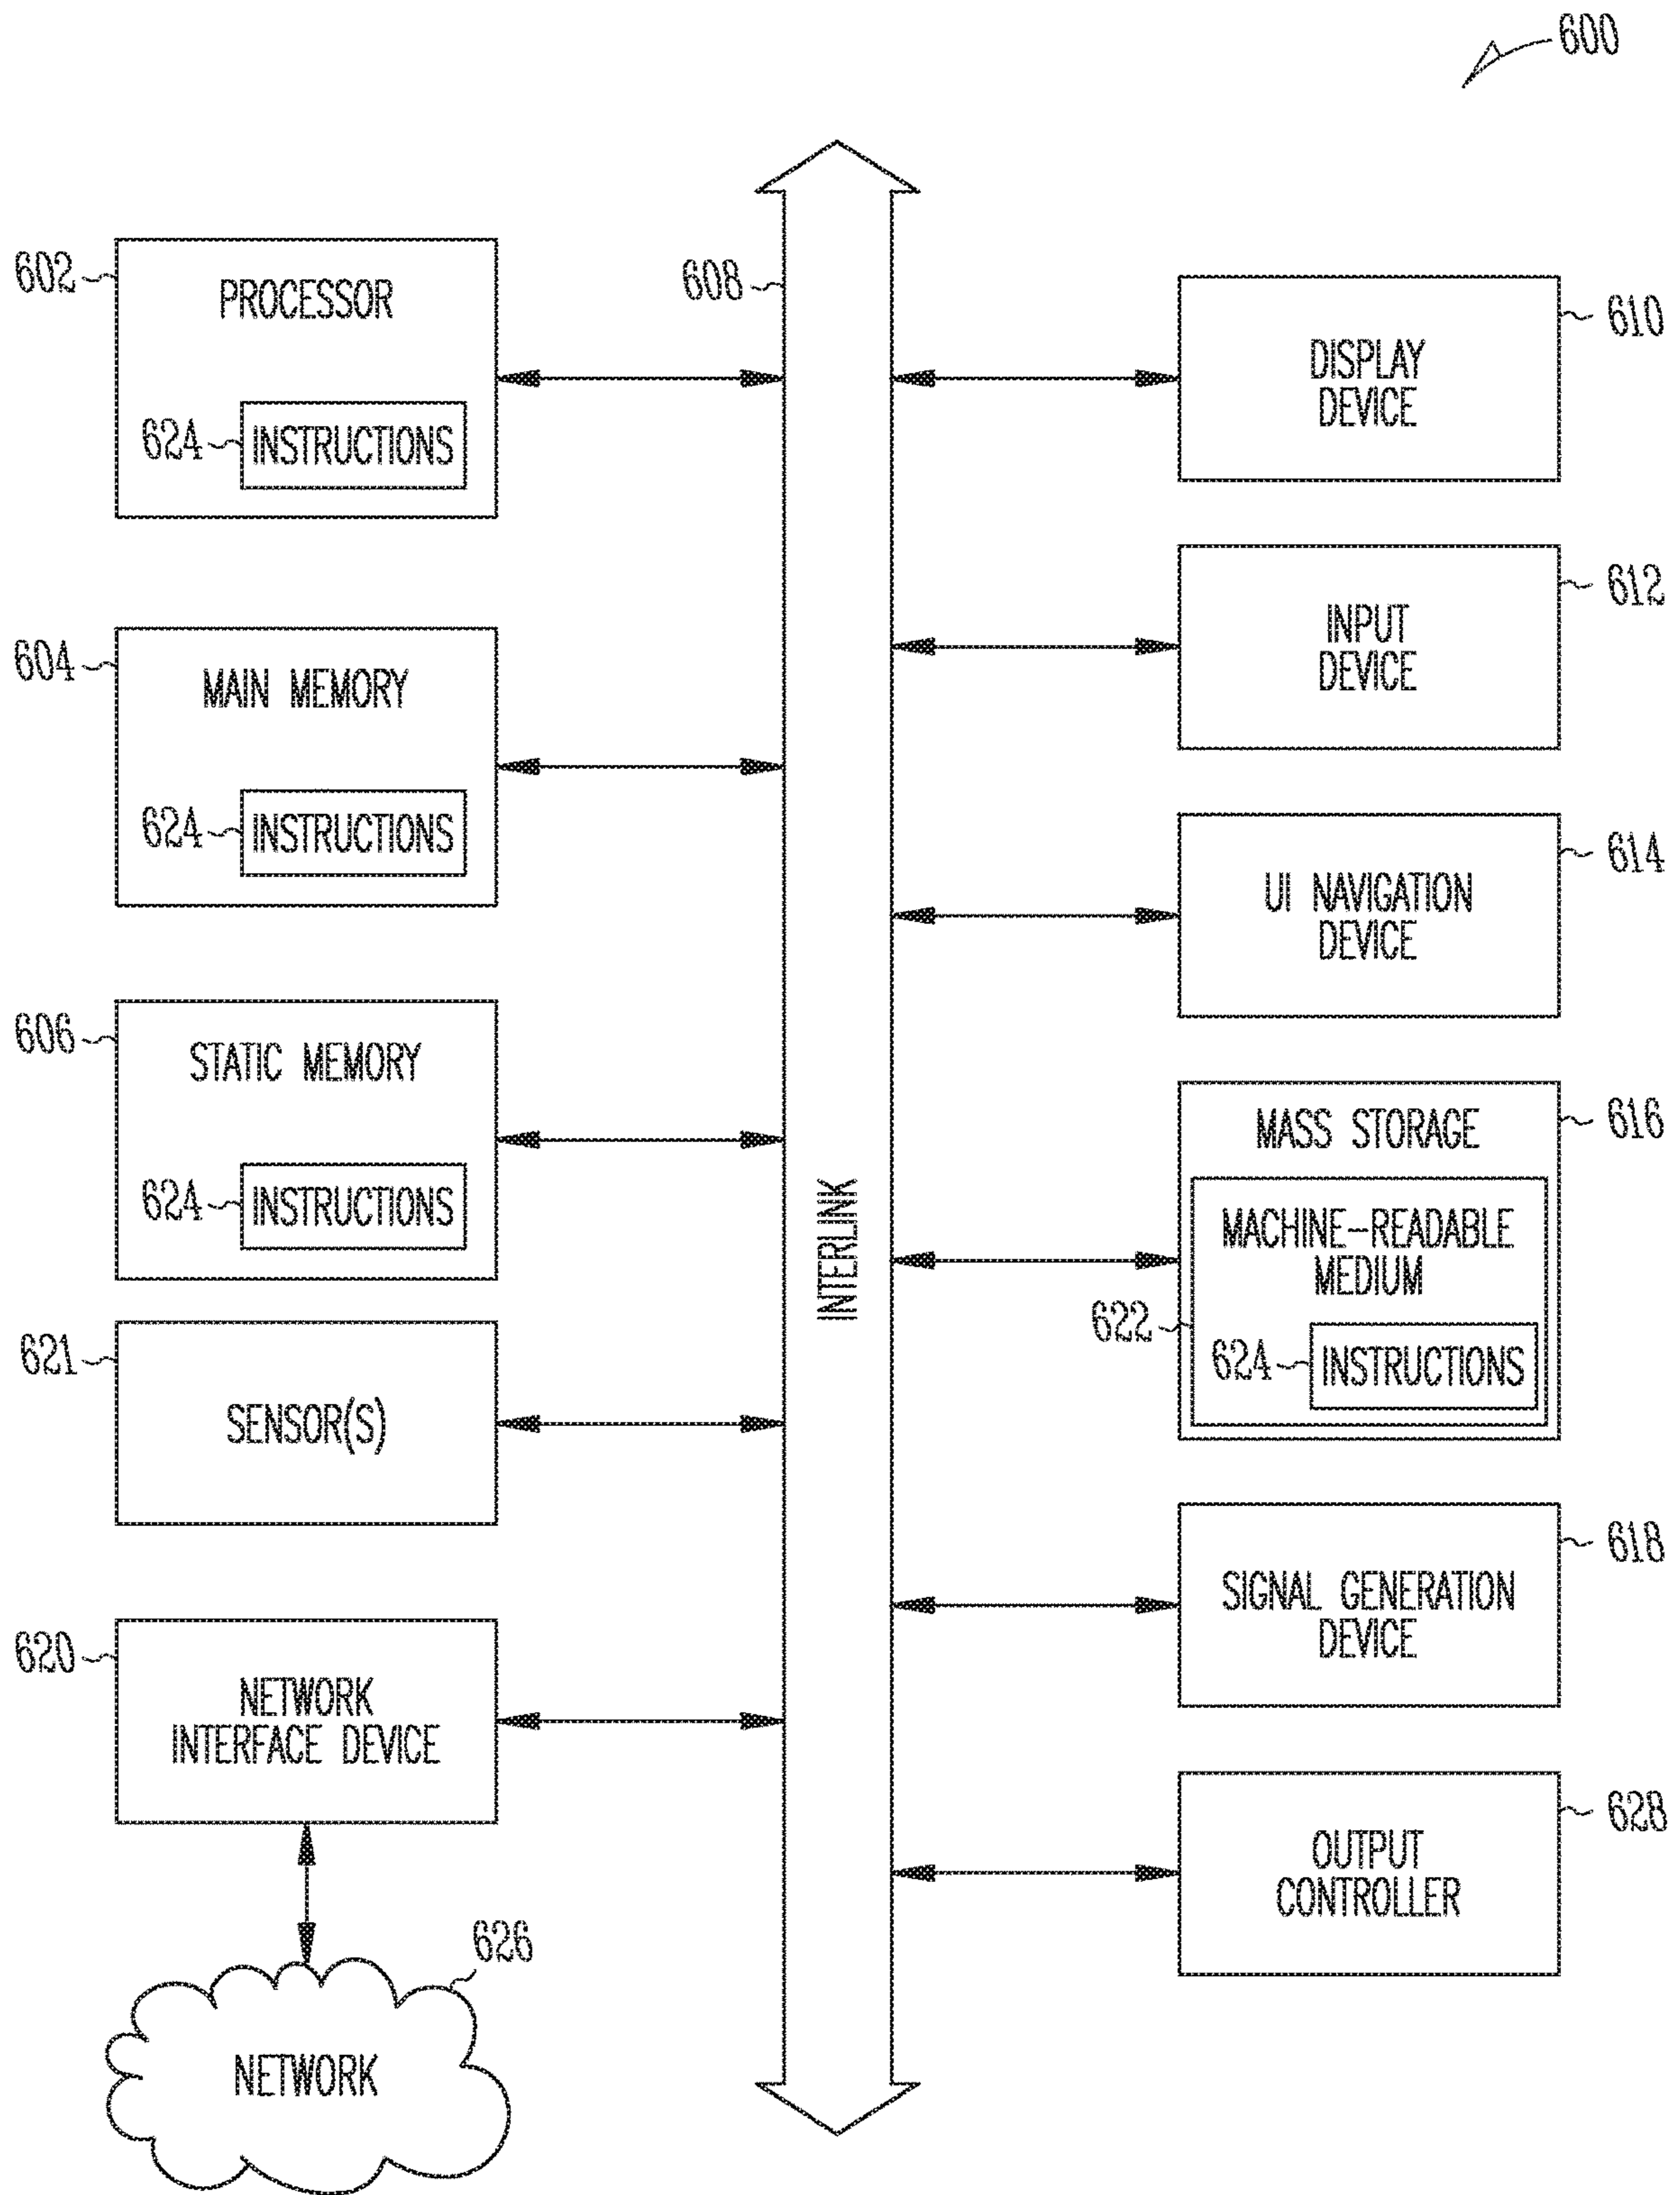 600
602
PROCESSOR
624
INSTRUCTIONS
604
MAIN MEMORY
624
INSTRUCTIONS
606
STATIC MEMORY
624
INSTRUCTIONS
621
SENSOR(S)
620
NETWORK
INTERFACE DEVICE
626
NETWORK
608
INTERLINK
610
DISPLAY
DEVICE
612
INPUT
DEVICE
614
UI NAVIGATION
DEVICE
616
MASS STORAGE
MACHINE-READABLE
MEDIUM
622
624
INSTRUCTIONS
618
SIGNAL GENERATION
DEVICE
628
OUTPUT
CONTROLLER